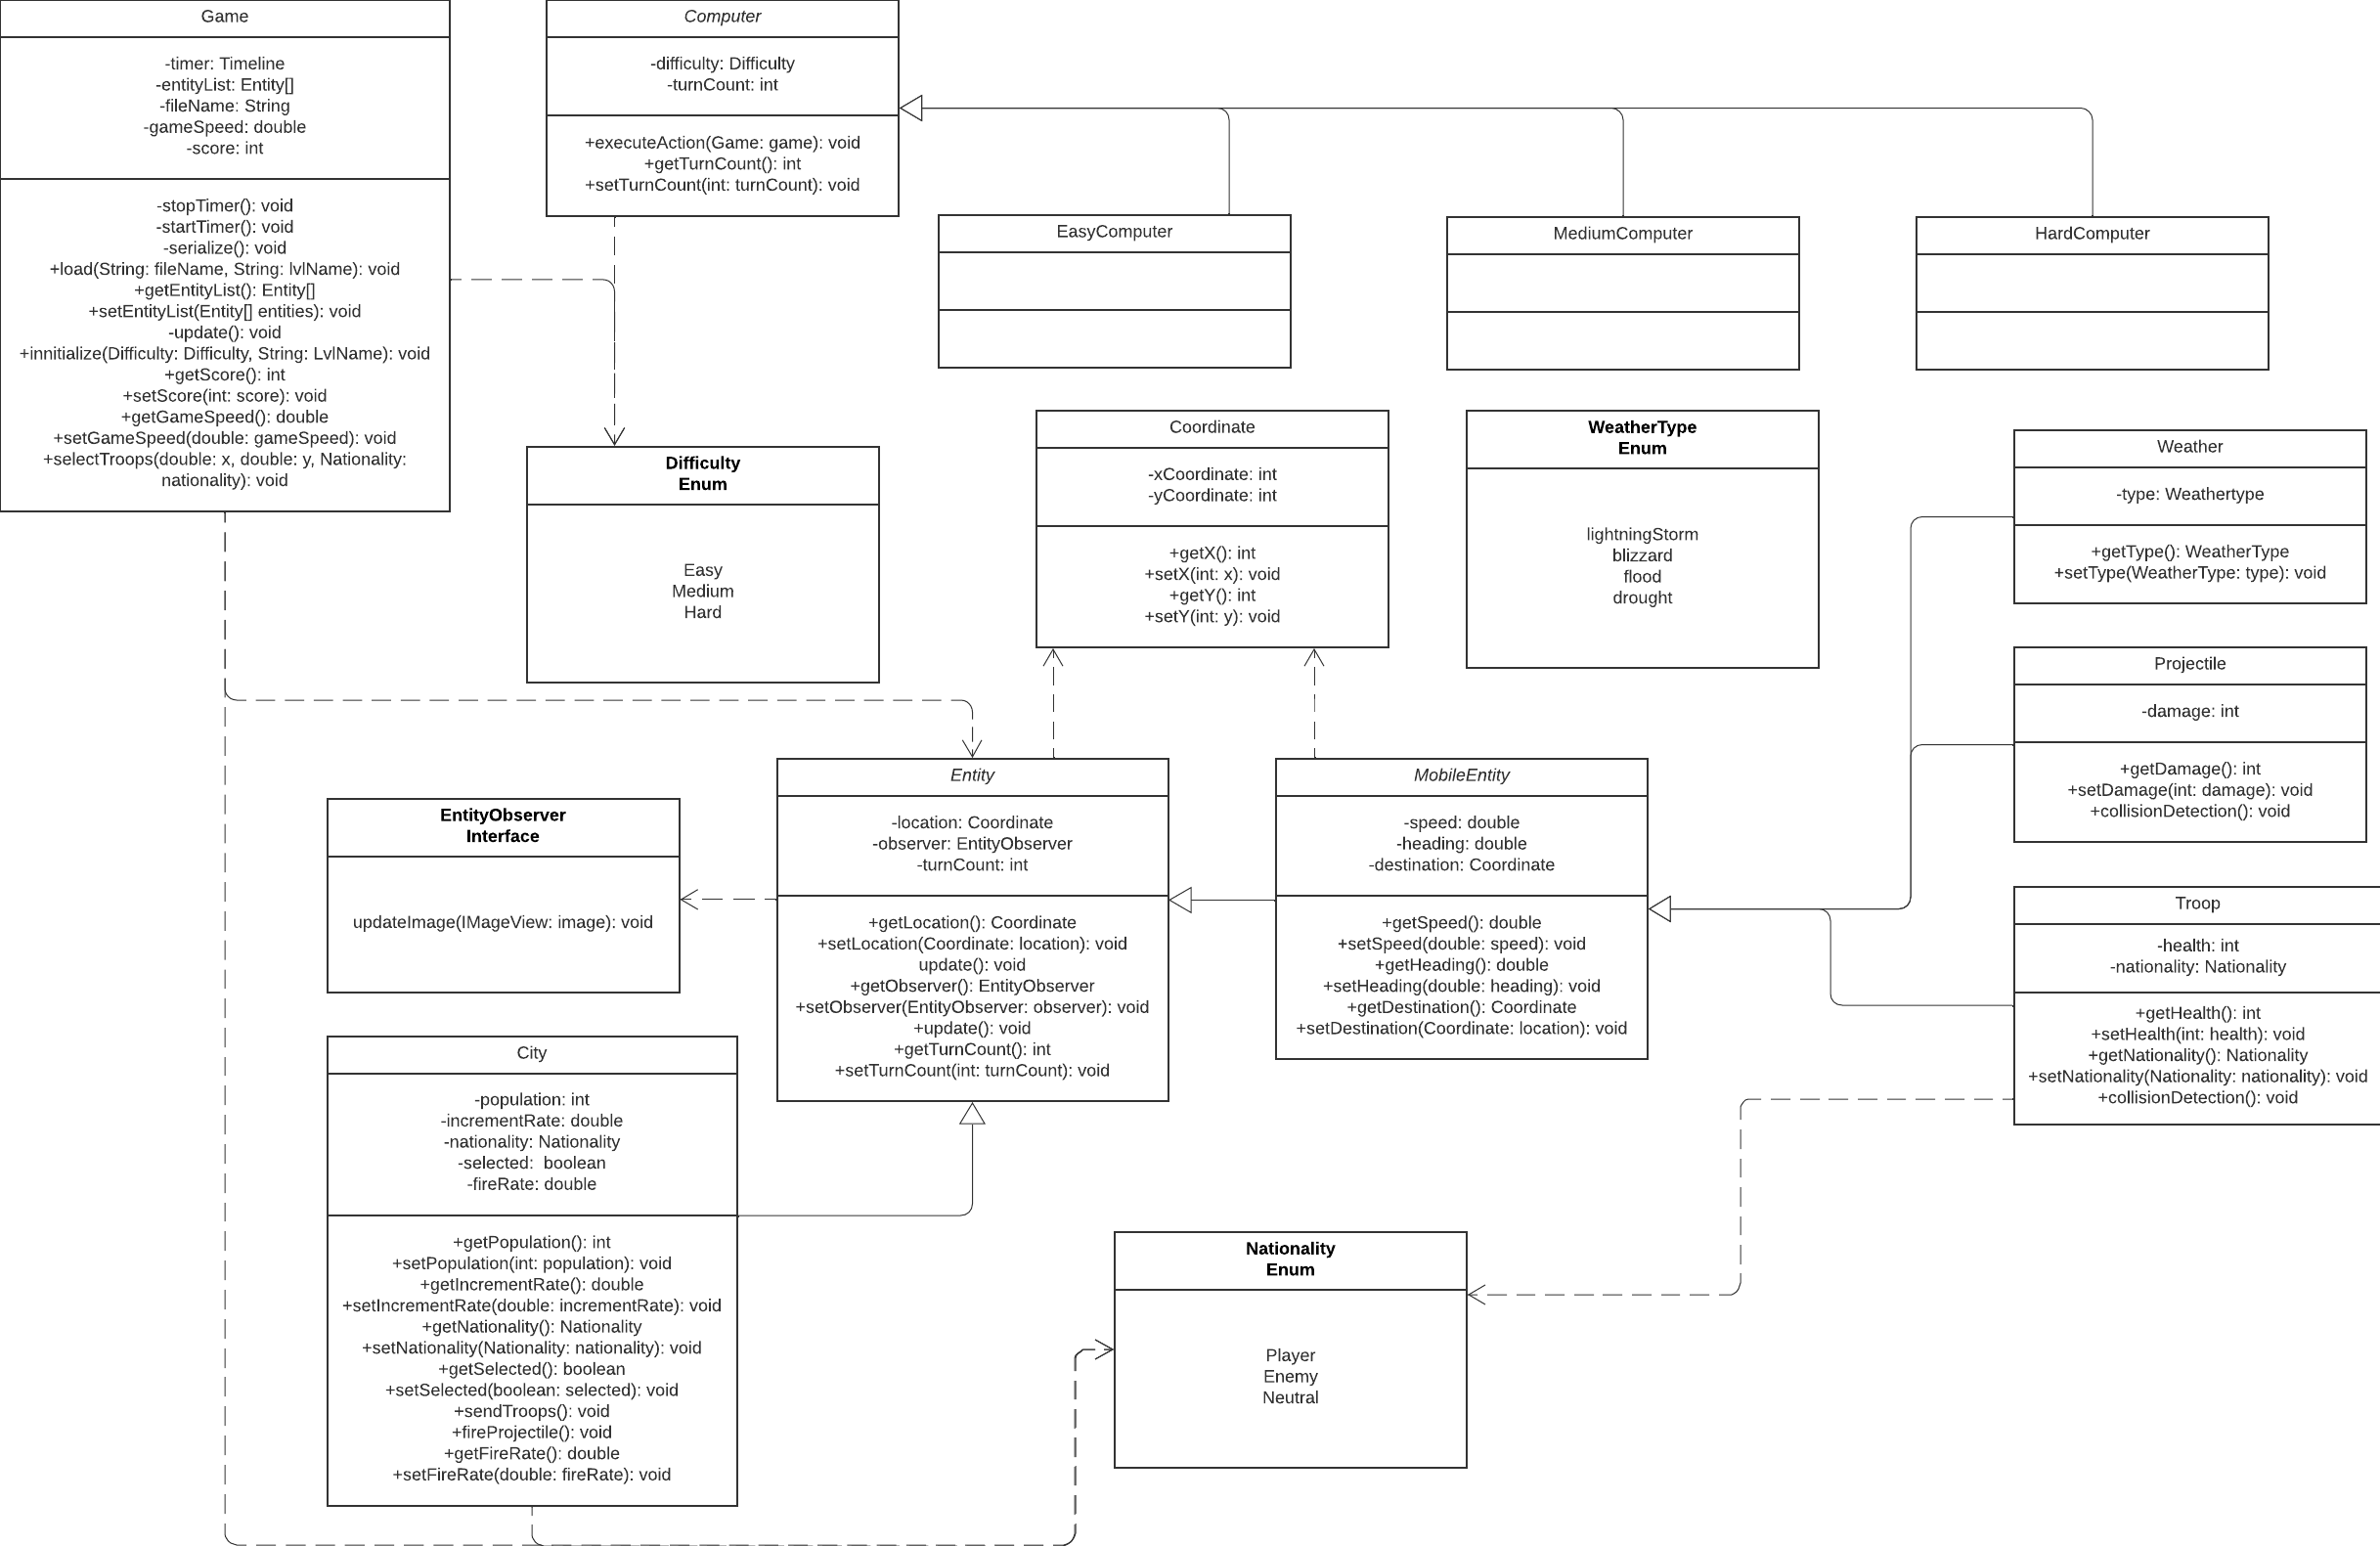 Game
-timer: Timeline
-entityList: Entity[]
-fileName: String
-gameSpeed: double
-score: int
-stopTimer(): void
-startTimer(): void
-serialize(): void
+load(String: fileName, String: lvlName): void
+getEntityList(): Entity[]
+setEntityList(Entity[] entities): void
-update(): void
+innitialize(Difficulty: Difficulty, String: LvlName): void
+getScore(): int
+setScore(int: score): void
+getGameSpeed(): double
+setGameSpeed(double: gameSpeed): void
+selectTroops(double: x, double: y, Nationality:
nationality): void
Computer
-difficulty: Difficulty
-turnCount: int
+executeAction(Game: game): void
+getTurnCount(): int
+setTurnCount(int: turnCount): void
EasyComputer
MediumComputer
HardComputer
Difficulty
Enum
Easy
Medium
Hard
Coordinate
-xCoordinate: int
-yCoordinate: int
+getX(): int
+setX(int: x): void
+getY(): int
+setY(int: y): void
WeatherType
Enum
lightningStorm
blizzard
flood
drought
Weather
-type: Weathertype
+getType(): WeatherType
+setType(WeatherType: type): void
Projectile
-damage: int
+getDamage(): int
+setDamage(int: damage): void
+collisionDetection(): void
EntityObserver
Interface
updateImage(IMageView: image): void
Entity
-location: Coordinate
-observer: EntityObserver
-turnCount: int
+getLocation(): Coordinate
+setLocation(Coordinate: location): void
update(): void
+getObserver(): EntityObserver
+setObserver(EntityObserver: observer): void
+update(): void
+getTurnCount(): int
+setTurnCount(int: turnCount): void
MobileEntity
-speed: double
-heading: double
-destination: Coordinate
+getSpeed(): double
+setSpeed(double: speed): void
+getHeading(): double
+setHeading(double: heading): void
+getDestination(): Coordinate
+setDestination(Coordinate: location): void
Troop
-health: int
-nationality: Nationality
+getHealth(): int
+setHealth(int: health): void
+getNationality(): Nationality
+setNationality(Nationality: nationality): void
+collisionDetection(): void
City
-population: int
-incrementRate: double
-nationality: Nationality
-selected:  boolean
-fireRate: double
+getPopulation(): int
+setPopulation(int: population): void
+getIncrementRate(): double
+setIncrementRate(double: incrementRate): void
+getNationality(): Nationality
+setNationality(Nationality: nationality): void
+getSelected(): boolean
+setSelected(boolean: selected): void
+sendTroops(): void
+fireProjectile(): void
+getFireRate(): double
+setFireRate(double: fireRate): void
Nationality
Enum
Player
Enemy
Neutral